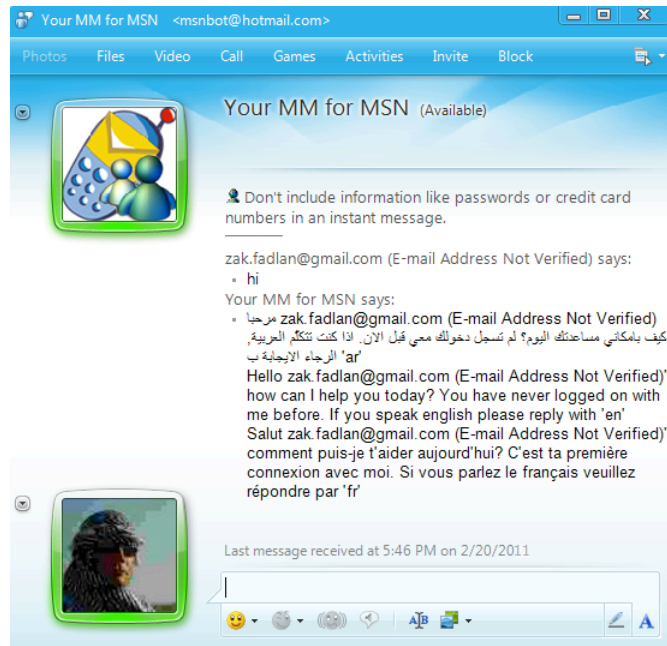 Your MM for MSN <msnbot@hotmail.com>
Photos Files Video Call Games Activities Invite Block
Your MM for MSN (Available)
Don't include information like passwords or credit card
numbers in an instant message.
zak.fadlan@gmail.com (E-mail Address Not Verified) says:
hi
Your MM for MSN says:
مرحبا zak.fadlan@gmail.com (E-mail Address Not Verified)
كيف بامكاني مساعدتك اليوم؟ لم تسجل دخولك معي قبل الان. اذا كنت تتكلّم العربية,
الرجاء الايجابة ب 'ar'
Hello zak.fadlan@gmail.com (E-mail Address Not Verified)'
how can I help you today? You have never logged on with
me before. If you speak english please reply with 'en'
Salut zak.fadlan@gmail.com (E-mail Address Not Verified)'
comment puis-je t'aider aujourd'hui? C'est ta première
connexion avec moi. Si vous parlez le français veuillez
répondre par 'fr'
Last message received at 5:46 PM on 2/20/2011